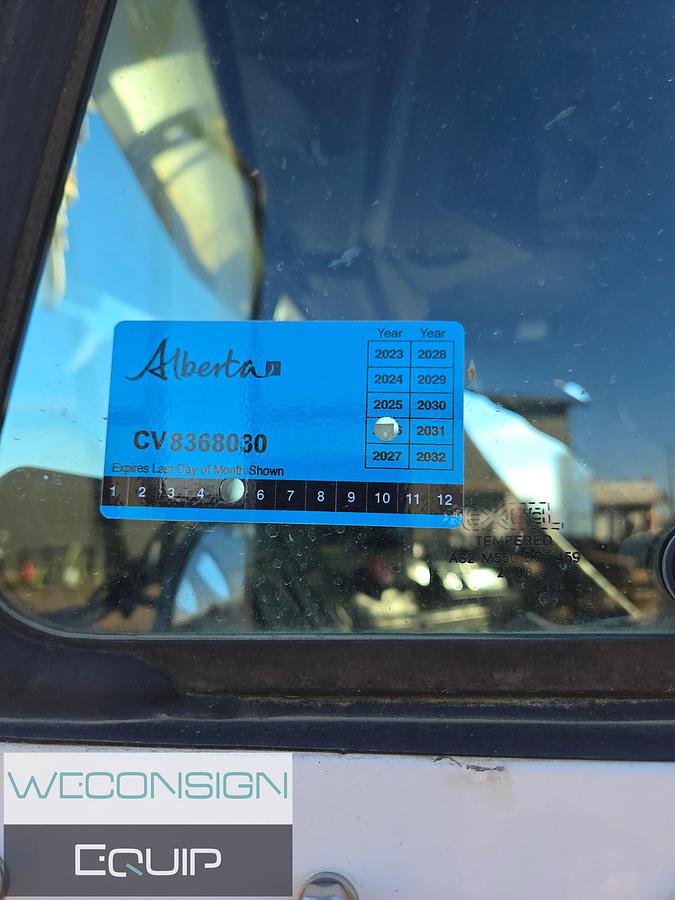 Alberta
Year Year
2023 2028
2024 2029
2025 2030
2031
2027 2032
CV 8368030
Expires Last Day of Month Shown
1 2 3 4 6 7 8 9 10 11 12
TEMPERED
WECONSIGN
EQUIP